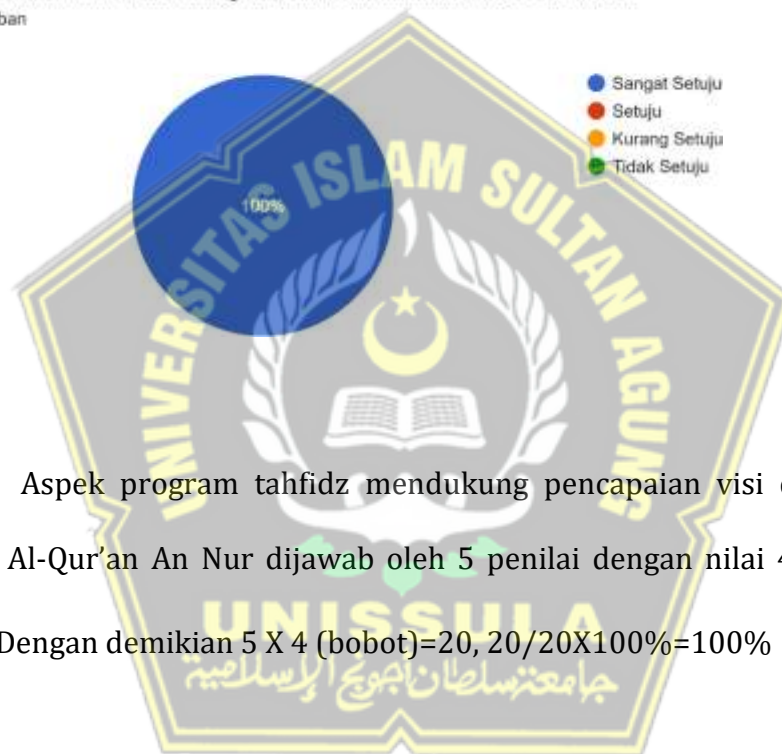 ban
Sangat Setuju
Setuju
Kurang Setuju
Tidak Setuju
100%
UNIVERSITAS ISLAM SULTAN AGUNG
Aspek program tahfidz mendukung pencapaian visi
Al-Qur'an An Nur dijawab oleh 5 penilai dengan nilai 4
Dengan demikian 5 X 4 (bobot)=20, 20/20X100%=100%
UNISSULA
جامعة سلطان أجونج الإسلامية